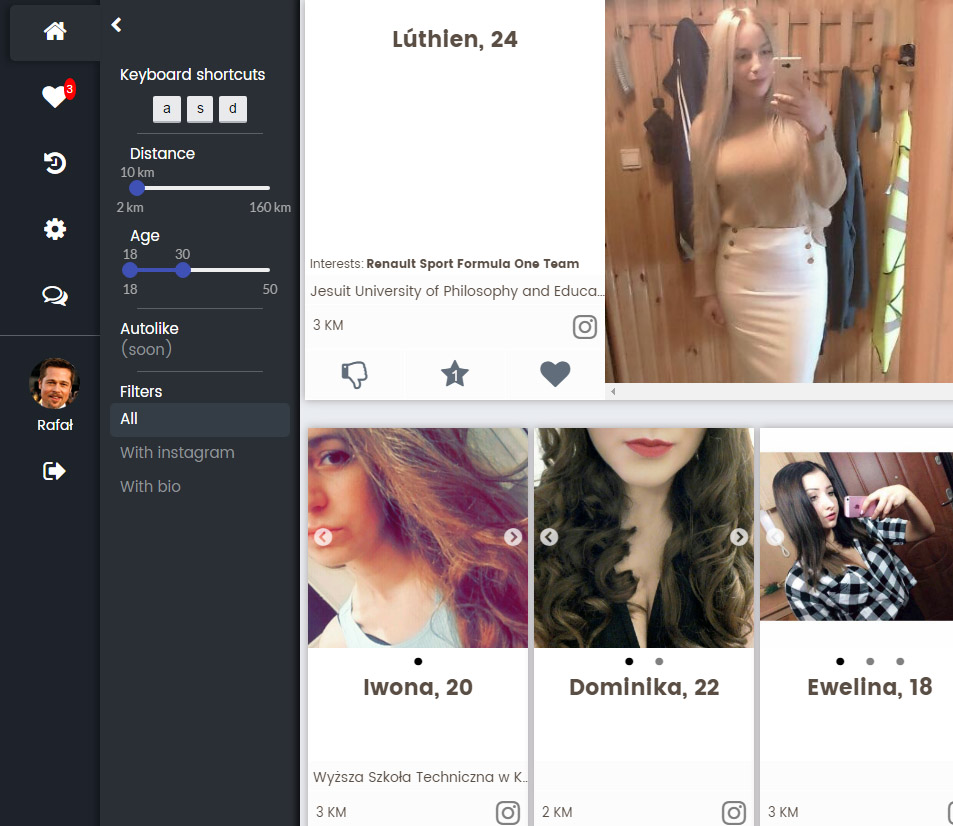 3
Rafał
Keyboard shortcuts
a s d
Distance
10 km
2 km 160 km
Age
18 30
18 50
Autolike
(soon)
Filters
All
With instagram
With bio
Lúthien, 24
Interests: Renault Sport Formula One Team
Jesuit University of Philosophy and Educa...
3 KM
1
Iwona, 20
Wyższa Szkoła Techniczna w K...
3 KM
Dominika, 22
2 KM
Ewelina, 18
3 KM